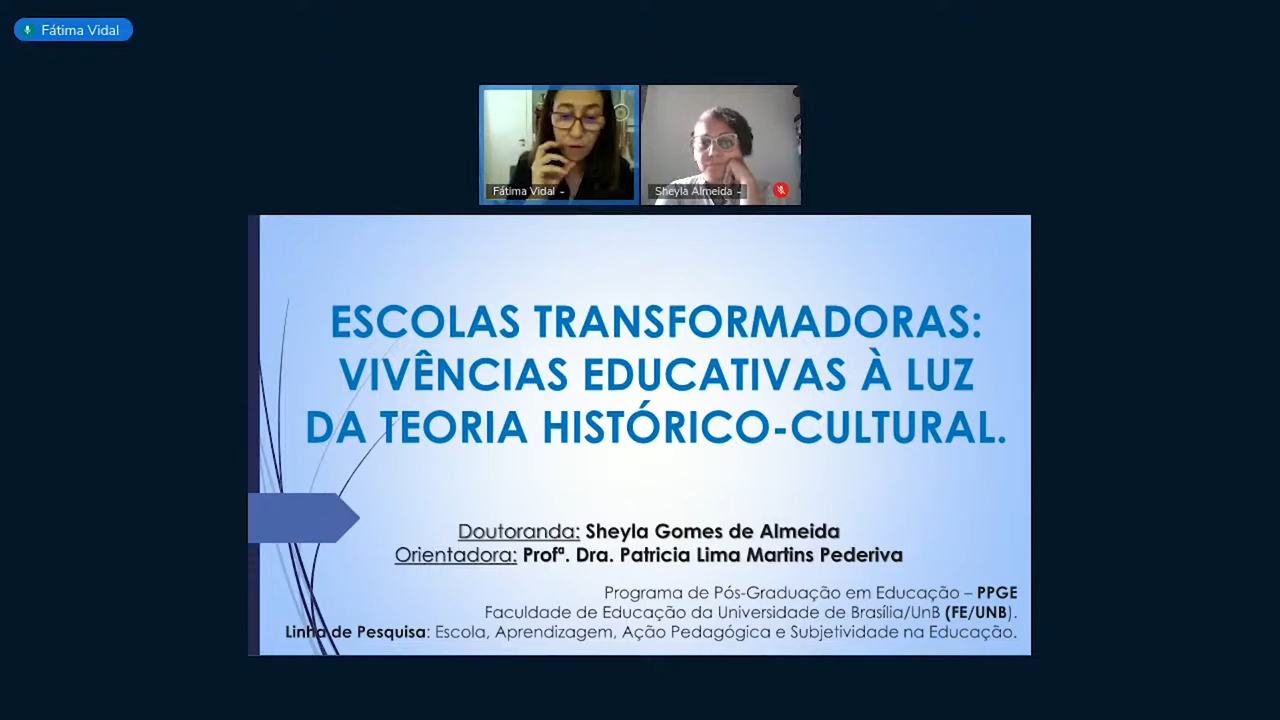 Fátima Vidal
Fátima Vidal -
Sheyla Almeida -
ESCOLAS TRANSFORMADORAS:
VIVÊNCIAS EDUCATIVAS À LUZ
DA TEORIA HISTÓRICO-CULTURAL.
Doutoranda: Sheyla Gomes de Almeida
Orientadora: Profª. Dra. Patricia Lima Martins Pederiva
Programa de Pós-Graduação em Educação – PPGE
Faculdade de Educação da Universidade de Brasília/UnB (FE/UNB).
Linha de Pesquisa: Escola, Aprendizagem, Ação Pedagógica e Subjetividade na Educação.